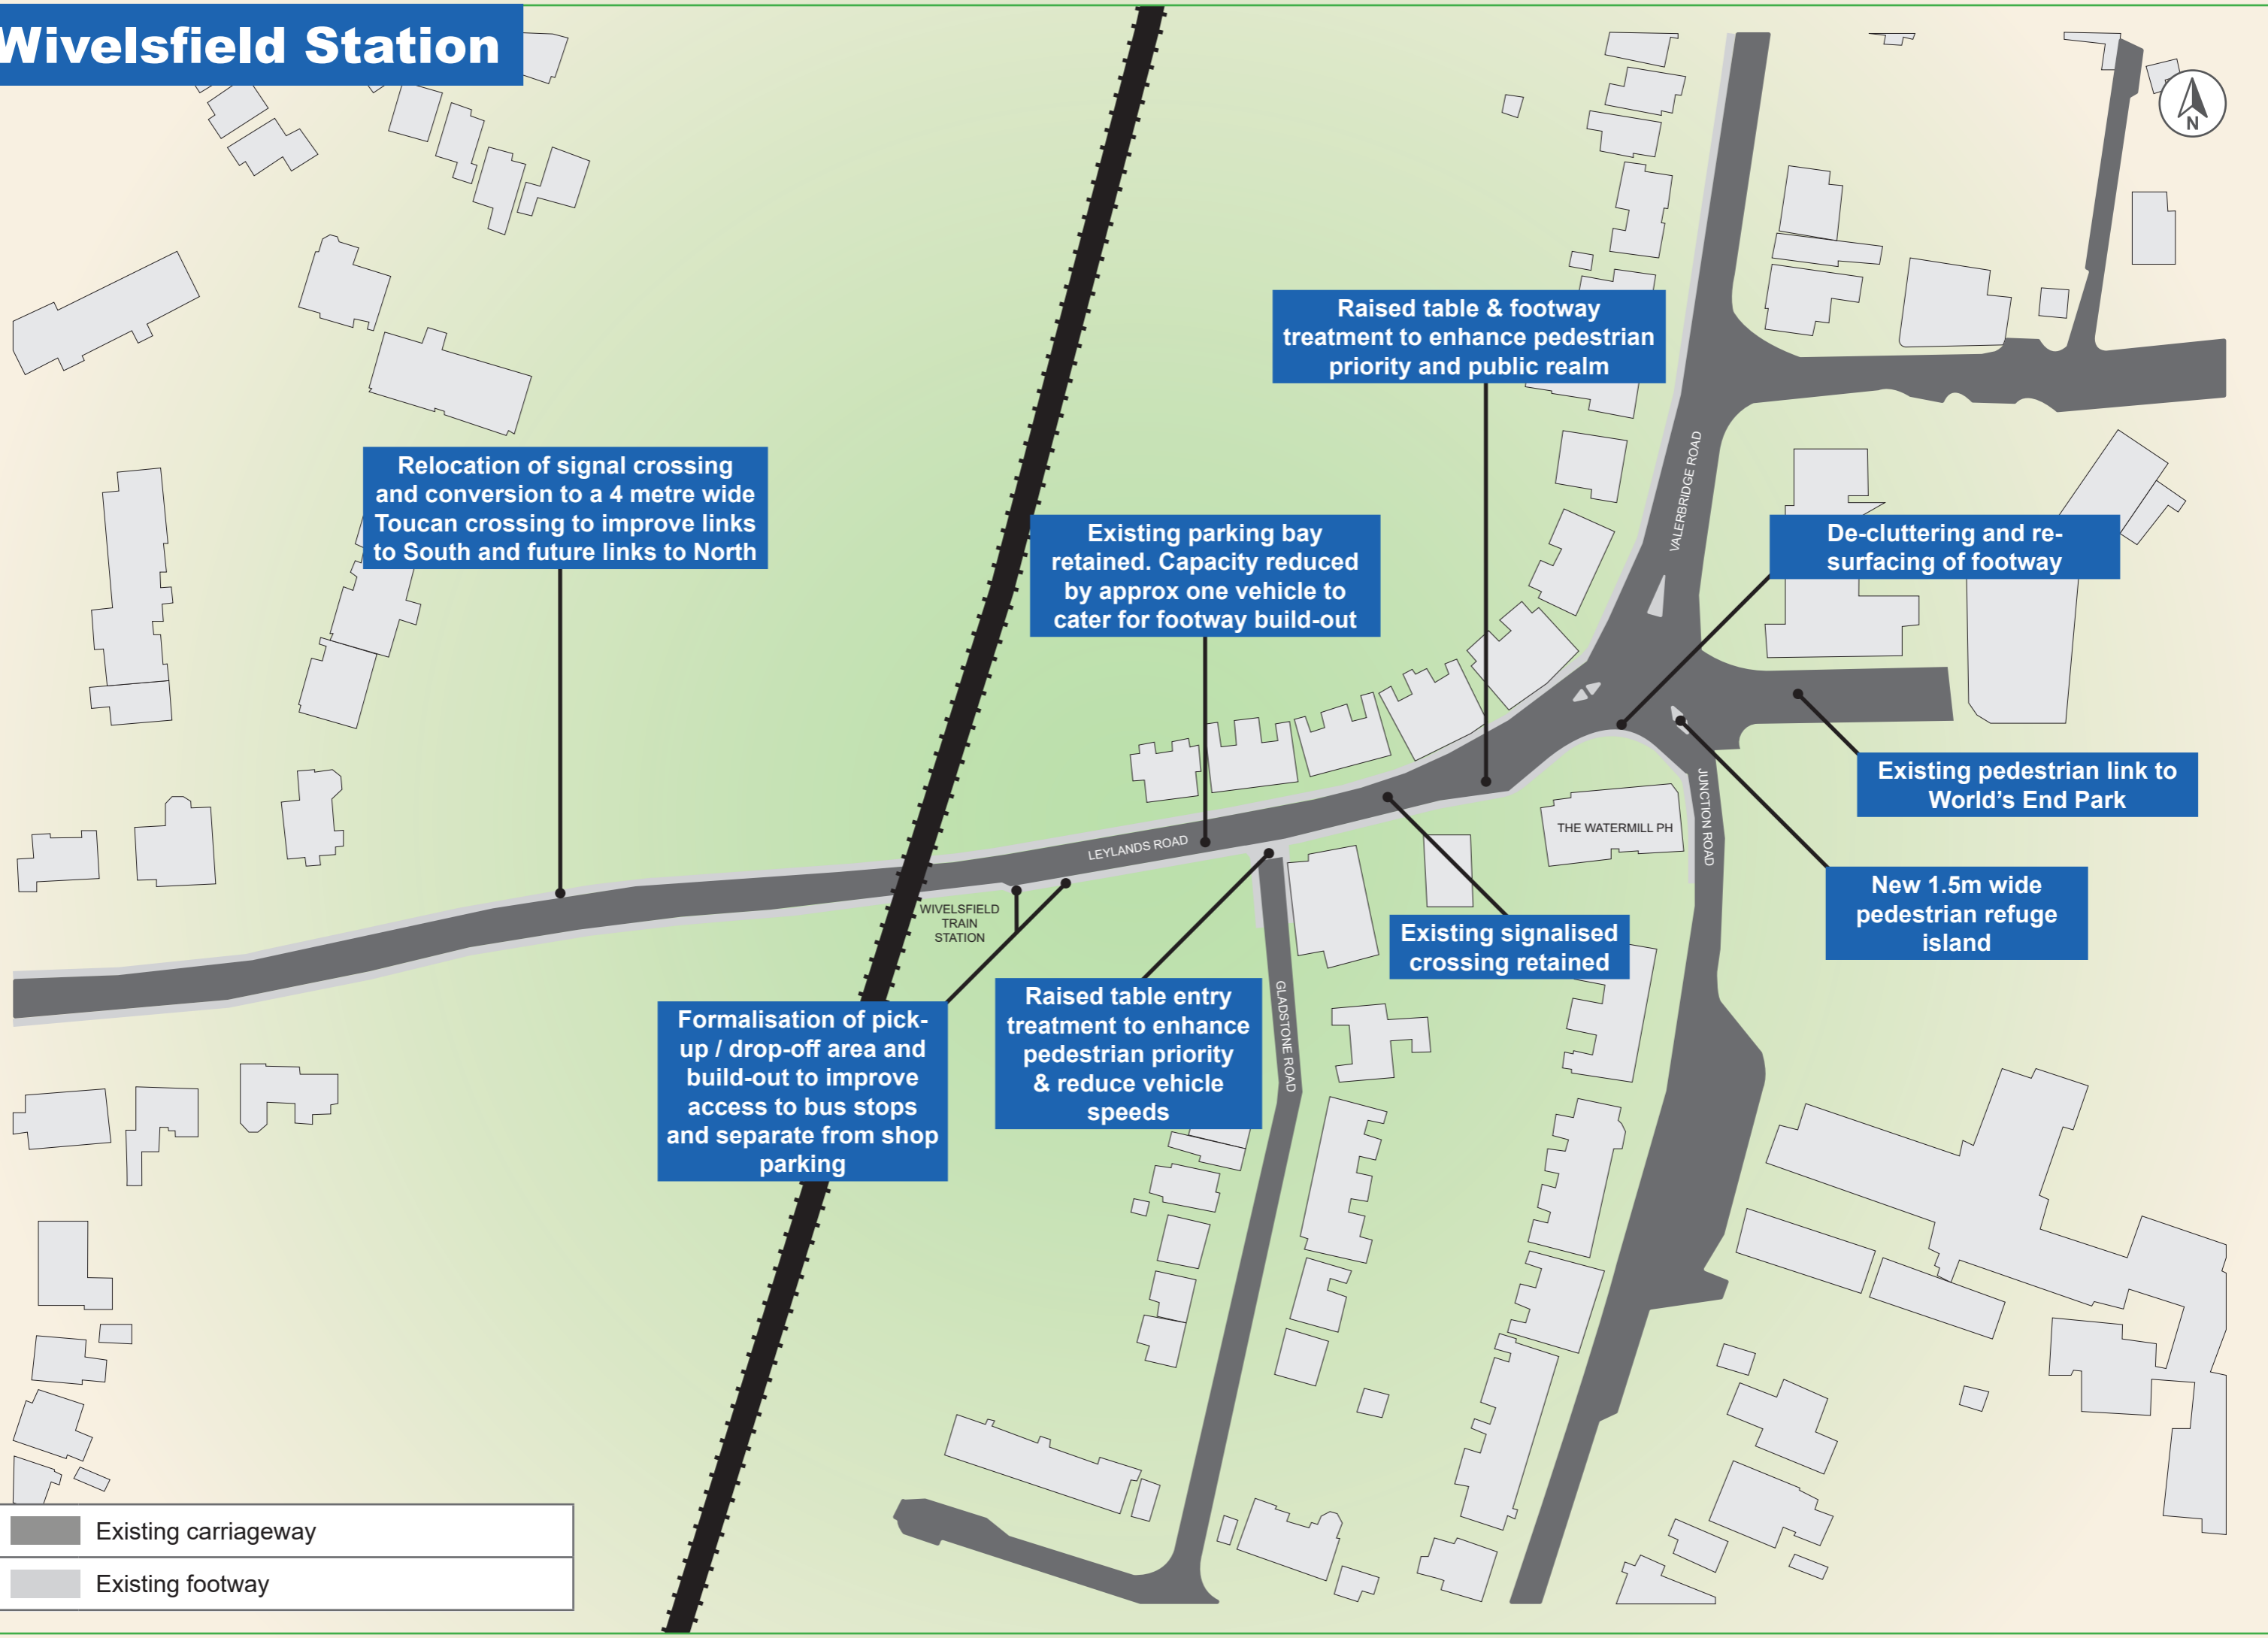 Wivelsfield Station
N
Raised table & footway
treatment to enhance pedestrian
priority and public realm
Relocation of signal crossing
and conversion to a 4 metre wide
Toucan crossing to improve links
to South and future links to North
Existing parking bay
retained. Capacity reduced
by approx one vehicle to
cater for footway build-out
VALERBRIDGE ROAD
De-cluttering and re-
surfacing of footway
Existing pedestrian link to
World's End Park
JUNCTION ROAD
THE WATERMILL PH
LEYLANDS ROAD
New 1.5m wide
pedestrian refuge
island
WIVELSFIELD
TRAIN
STATION
Existing signalised
crossing retained
GLADSTONE ROAD
Raised table entry
treatment to enhance
pedestrian priority
& reduce vehicle
speeds
Formalisation of pick-
up / drop-off area and
build-out to improve
access to bus stops
and separate from shop
parking
Existing carriageway
Existing footway